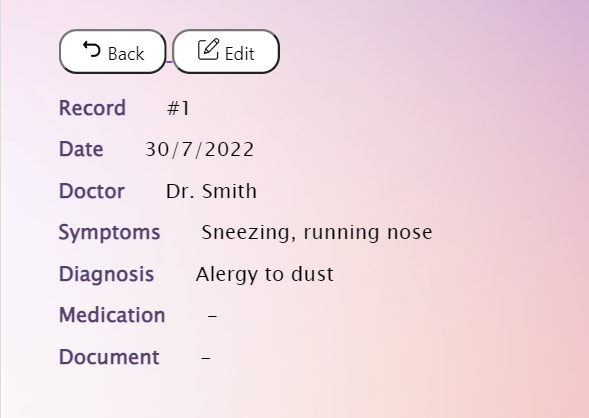 Back Edit
Record #1
Date 30/7/2022
Doctor Dr. Smith
Symptoms Sneezing, running nose
Diagnosis Alergy to dust
Medication -
Document -